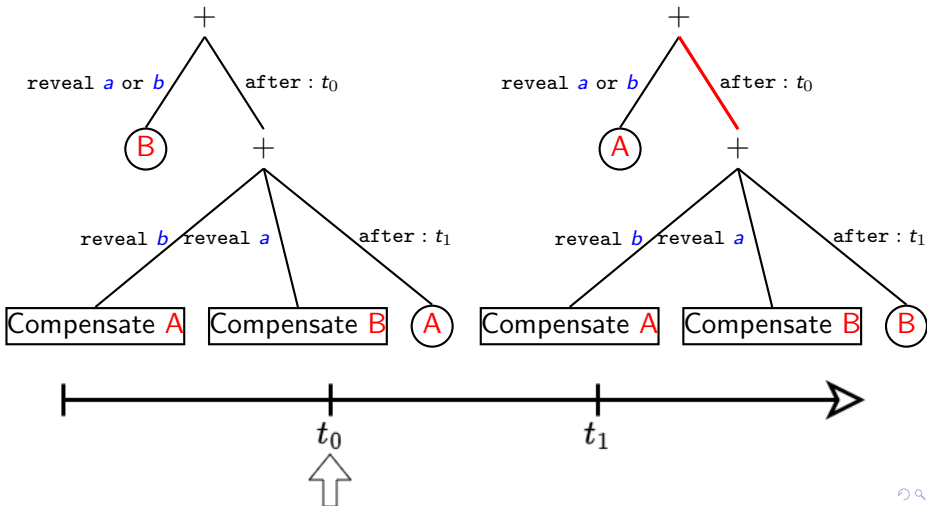 + +
reveal a or b after : t₀ reveal a or b after : t₀
B A
+ +
reveal b reveal a after : t₁ reveal b reveal a after : t₁
Compensate A Compensate B A Compensate A Compensate B B
t₀ t₁